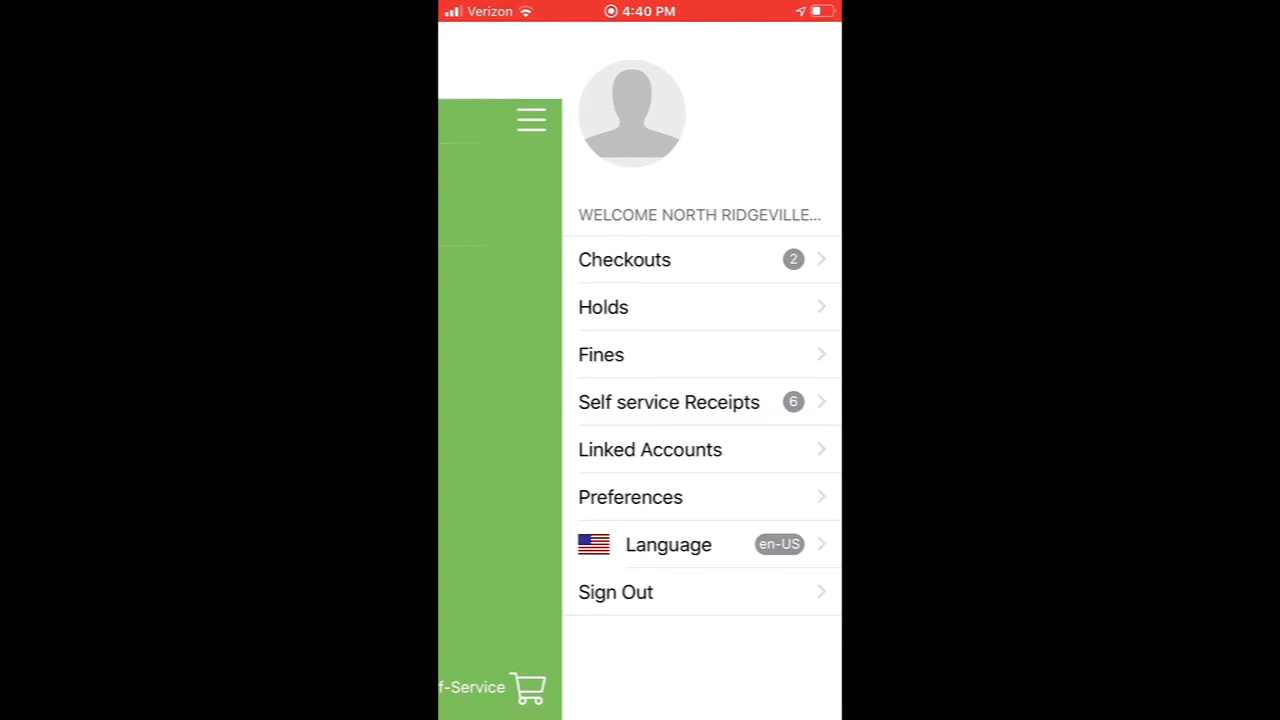 Verizon 4:40 PM
WELCOME NORTH RIDGEVILLE...
Checkouts 2
Holds
Fines
Self service Receipts 6
Linked Accounts
Preferences
Language en-US
Sign Out
f-Service